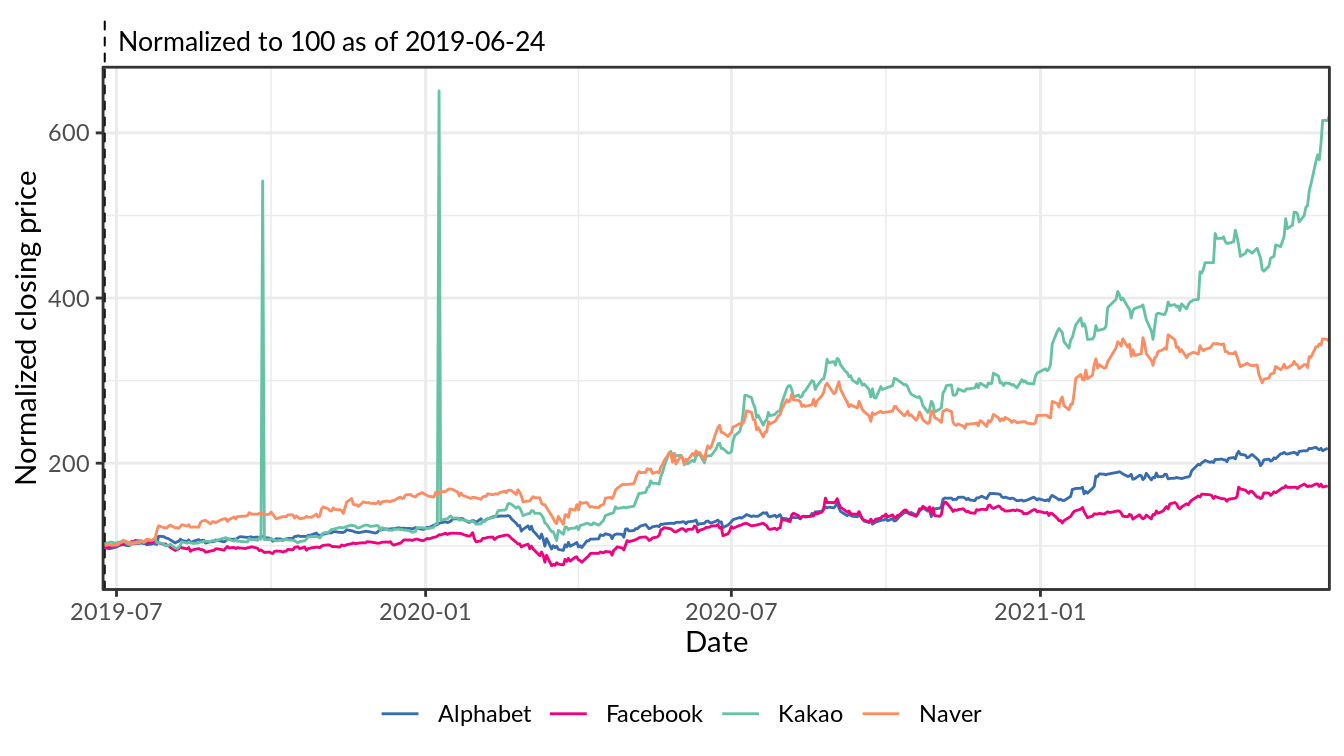 Normalized to 100 as of 2019-06-24
Normalized closing price
600
400
200
2019-07 2020-01 2020-07 2021-01
Date
Alphabet Facebook Kakao Naver